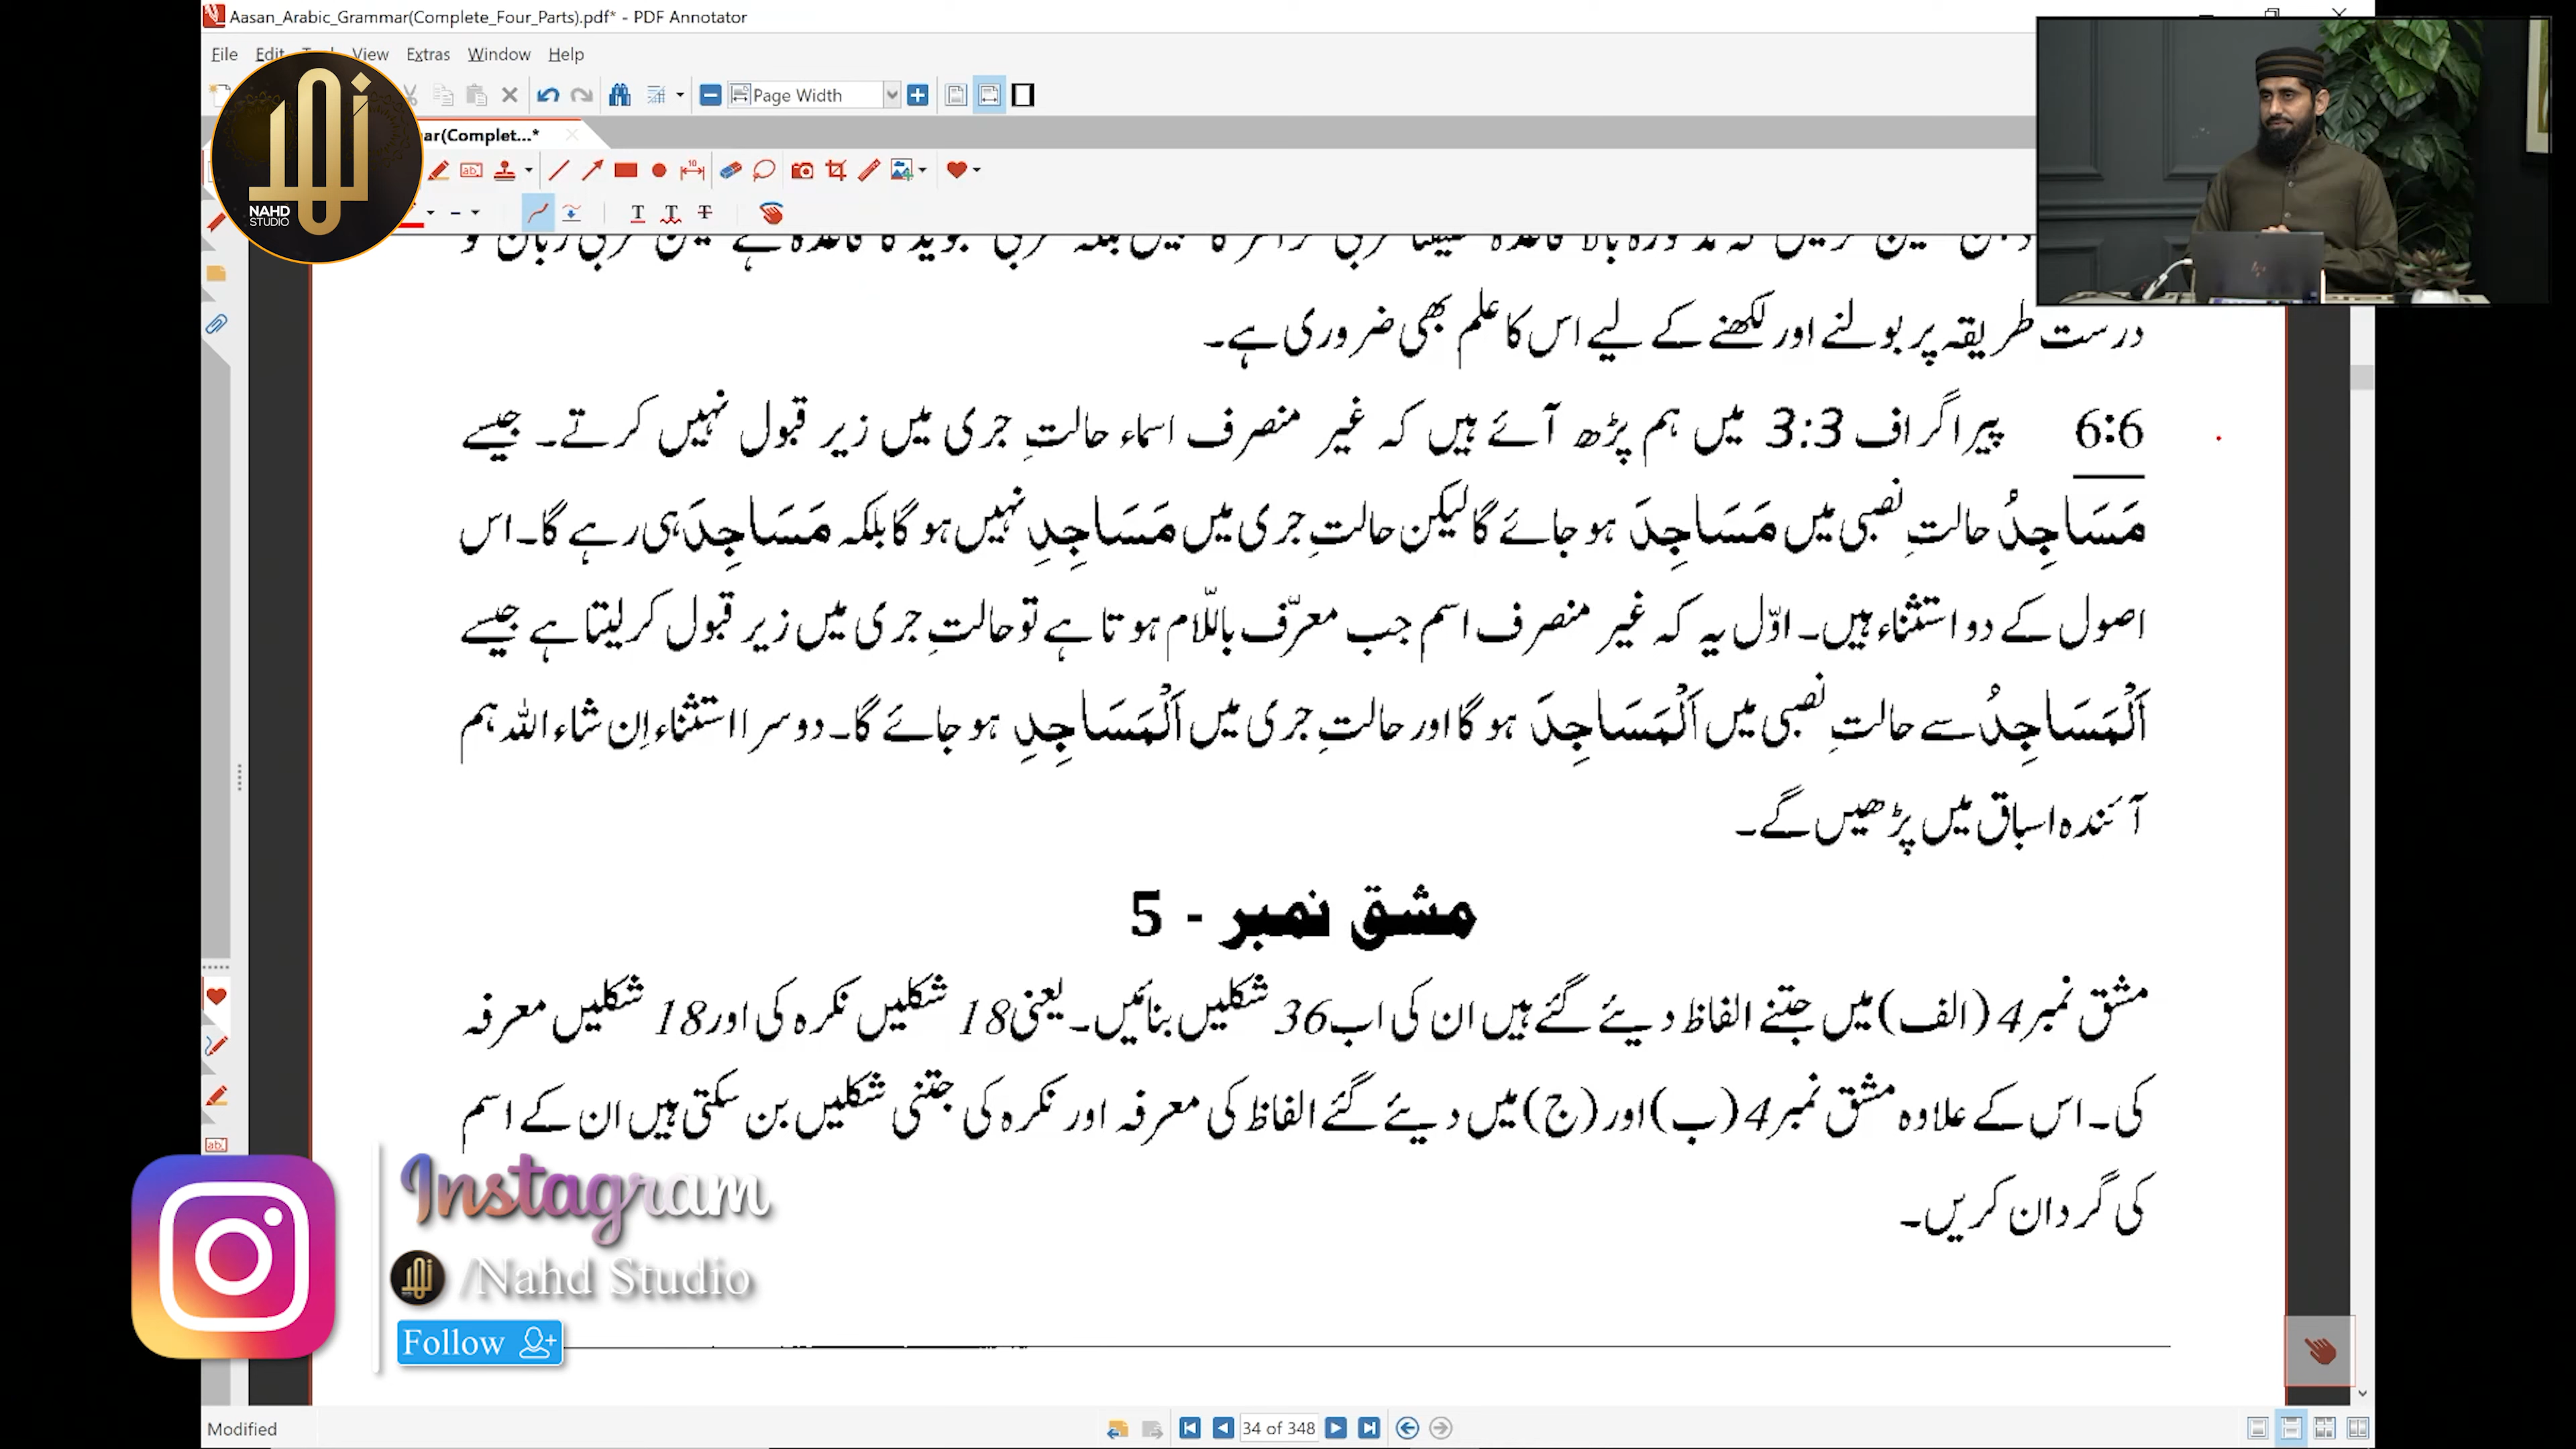 Aasan_Arabic_Grammar(Complete_Four_Parts).pdf* - PDF Annotator
File Edit View Extras Window Help
Page Width
ar(Complet...*
NAHD
STUDIO
درست طریقہ پر بولنے اور لکھنے کے لیے اس کا علم بھی ضروری ہے۔
6:6 پیراگراف 3:3 میں ہم پڑھ آئے ہیں کہ غیر منصرف اسماء حالتِ جری میں زیر قبول نہیں کرتے۔ جیسے
مَسَاجِدُ حالتِ نصبی میں مَسَاجِدَ ہو جائے گا لیکن حالتِ جری میں مَسَاجِدِ نہیں ہو گا بلکہ مَسَاجِدَ ہی رہے گا۔ اس
اصول کے دو استثناء ہیں۔ اوّل یہ کہ غیر منصرف اسم جب معرّف باللّام ہوتا ہے تو حالتِ جری میں زیر قبول کر لیتا ہے جیسے
اَلْمَسَاجِدُ سے حالتِ نصبی میں اَلْمَسَاجِدَ ہو گا اور حالتِ جری میں اَلْمَسَاجِدِ ہو جائے گا۔ دوسرا استثناء اِن شاء اللہ ہم
آئندہ اسباق میں پڑھیں گے۔
مشق نمبر - 5
مشق نمبر 4 (الف) میں جتنے الفاظ دیئے گئے ہیں ان کی اب 36 شکلیں بنائیں۔ یعنی 18 شکلیں نکرہ کی اور 18 شکلیں معرفہ
کی۔ اس کے علاوہ مشق نمبر 4 (ب) اور (ج) میں دیئے گئے الفاظ کی معرفہ اور نکرہ کی جتنی شکلیں بن سکتی ہیں ان کے اسم
کی گردان کریں۔
Instagram
/Nahd Studio
Follow
Modified
34 of 348